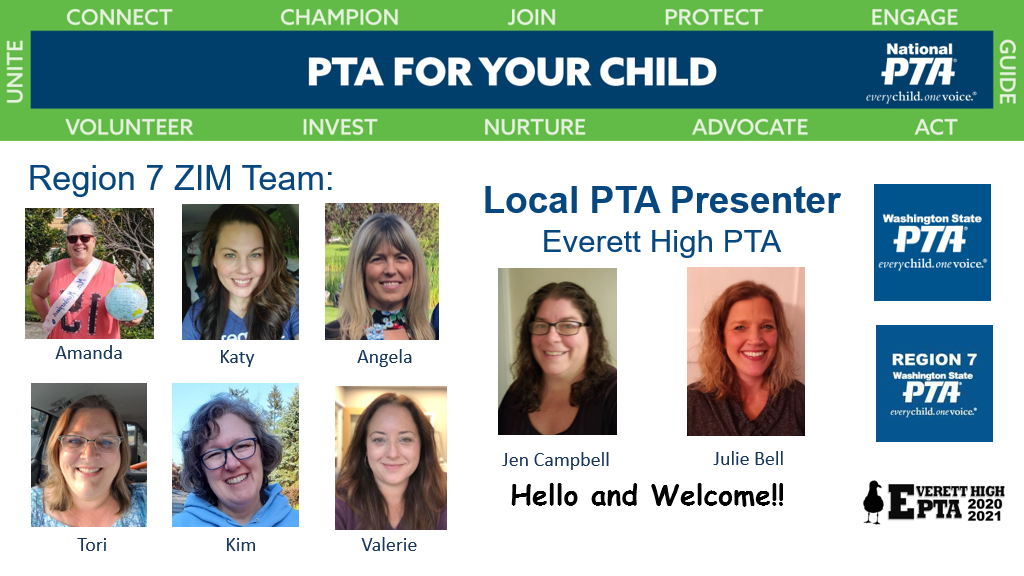 CONNECT CHAMPION JOIN PROTECT ENGAGE
UNITE
PTA FOR YOUR CHILD
National
PTA®
everychild.onevoice.®
GUIDE
VOLUNTEER INVEST NURTURE ADVOCATE ACT
Region 7 ZIM Team:
Amanda
Katy
Angela
Tori
Kim
Valerie
Local PTA Presenter
Everett High PTA
Jen Campbell
Julie Bell
Hello and Welcome!!
Washington State
PTA®
everychild.onevoice.®
REGION 7
Washington State
PTA®
everychild.onevoice.®
EVERETT HIGH
PTA 2020
2021